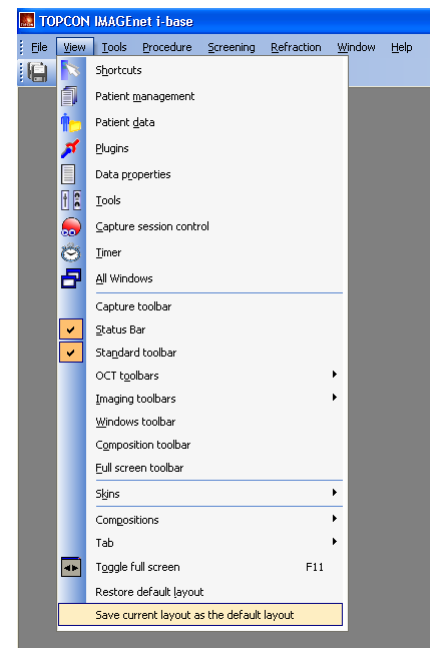 TOPCON IMAGEnet i-base
File View Tools Procedure Screening Refraction Window Help
Shortcuts
Patient management
Patient data
Plugins
Data properties
Tools
Capture session control
Timer
All Windows
Capture toolbar
Status Bar
Standard toolbar
OCT toolbars
Imaging toolbars
Windows toolbar
Composition toolbar
Full screen toolbar
Skins
Compositions
Tab
Toggle full screen F11
Restore default layout
Save current layout as the default layout